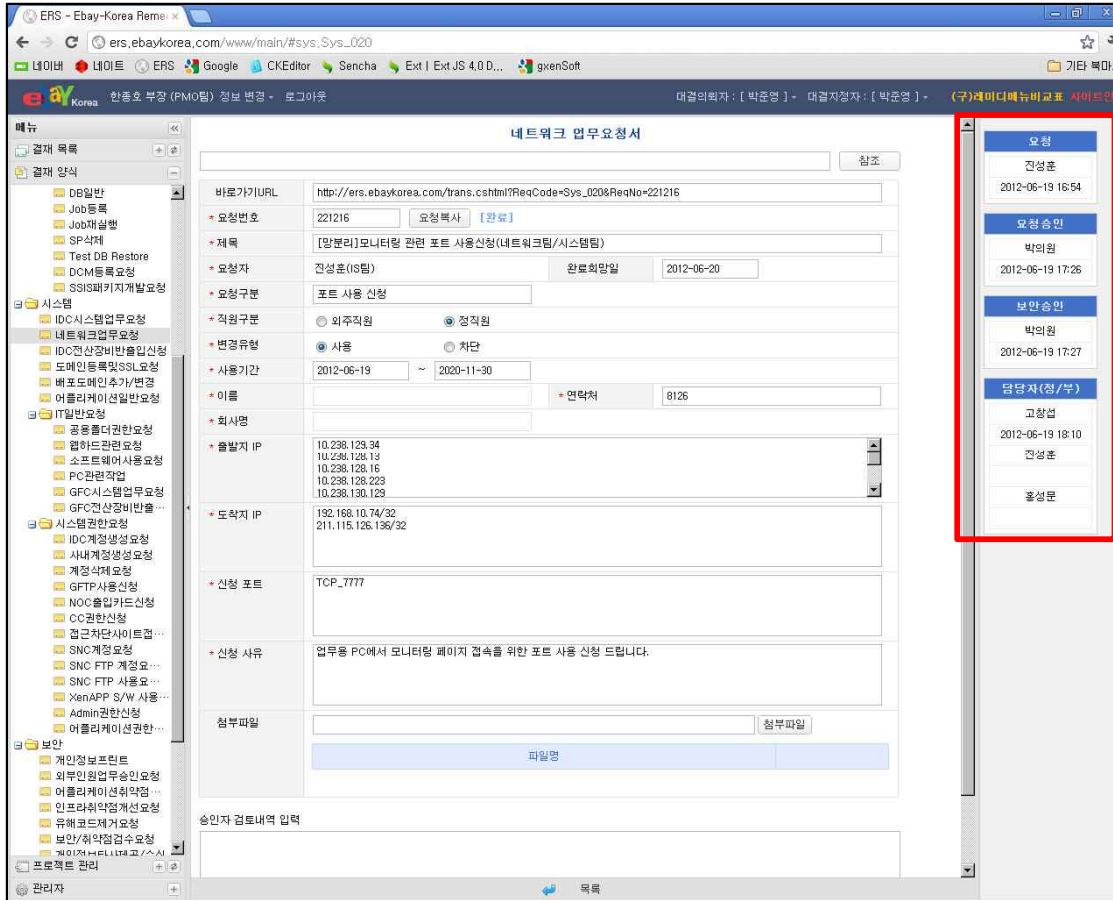 ERS - Ebay-Korea Reme
ers.ebaykorea.com/www/main/#sys.Sys_020
네이버 네이트 ERS Google CKEditor Sencha Ext | Ext JS 4.0 D... gxenSoft 기타 북마
ebay Korea 한종호 부장 (PMO팀) 정보 변경 로그아웃 대결의뢰자 : [ 박준영 ] 대결지정자 : [ 박준영 ] (구)레미디메뉴비교표 사이트인
메뉴
결재 목록
결재 양식
DB일반
Job등록
Job재실행
SP삭제
Test DB Restore
DCM등록요청
SSIS패키지개발요청
시스템
IDC시스템업무요청
네트워크업무요청
IDC전산장비반출입신청
도메인등록및SSL요청
배포도메인추가/변경
어플리케이션일반요청
IT일반요청
공용폴더권한요청
웹하드관련요청
소프트웨어사용요청
PC관련작업
GFC시스템업무요청
GFC전산장비반출…
시스템권한요청
IDC계정생성요청
사내계정생성요청
계정삭제요청
GFTP사용신청
NOC출입카드신청
CC권한신청
접근차단사이트접…
SNC계정요청
SNC FTP 계정요…
SNC FTP 사용요…
XenAPP S/W 사용…
Admin권한신청
어플리케이션권한…
보안
개인정보프린트
외부인원업무승인요청
어플리케이션취약점…
인프라취약점개선요청
유해코드제거요청
보안/취약점검수요청
프로젝트 관리
관리자
네트워크 업무요청서
참조
바로가기URL http://ers.ebaykorea.com/trans.cshtml?ReqCode=Sys_020&ReqNo=221216
* 요청번호 221216 요청복사 [완료]
* 제목 [망분리]모니터링 관련 포트 사용신청(네트워크팀/시스템팀)
* 요청자 진성훈(IS팀) 완료희망일 2012-06-20
* 요청구분 포트 사용 신청
* 직원구분 외주직원 정직원
* 변경유형 사용 차단
* 사용기간 2012-06-19 ~ 2020-11-30
* 이름 * 연락처 8126
* 회사명
* 출발지 IP 10.238.129.34
10.238.128.13
10.238.128.16
10.238.128.223
10.238.130.129
* 도착지 IP 192.168.10.74/32
211.115.126.136/32
* 신청 포트 TCP_7777
* 신청 사유 업무용 PC에서 모니터링 페이지 접속을 위한 포트 사용 신청 드립니다.
첨부파일 첨부파일
파일명
승인자 검토내역 입력
목록
요청
진성훈
2012-06-19 16:54
요청승인
박의원
2012-06-19 17:26
보안승인
박의원
2012-06-19 17:27
담당자(정/부)
고창섭
2012-06-19 18:10
진성훈
홍성문